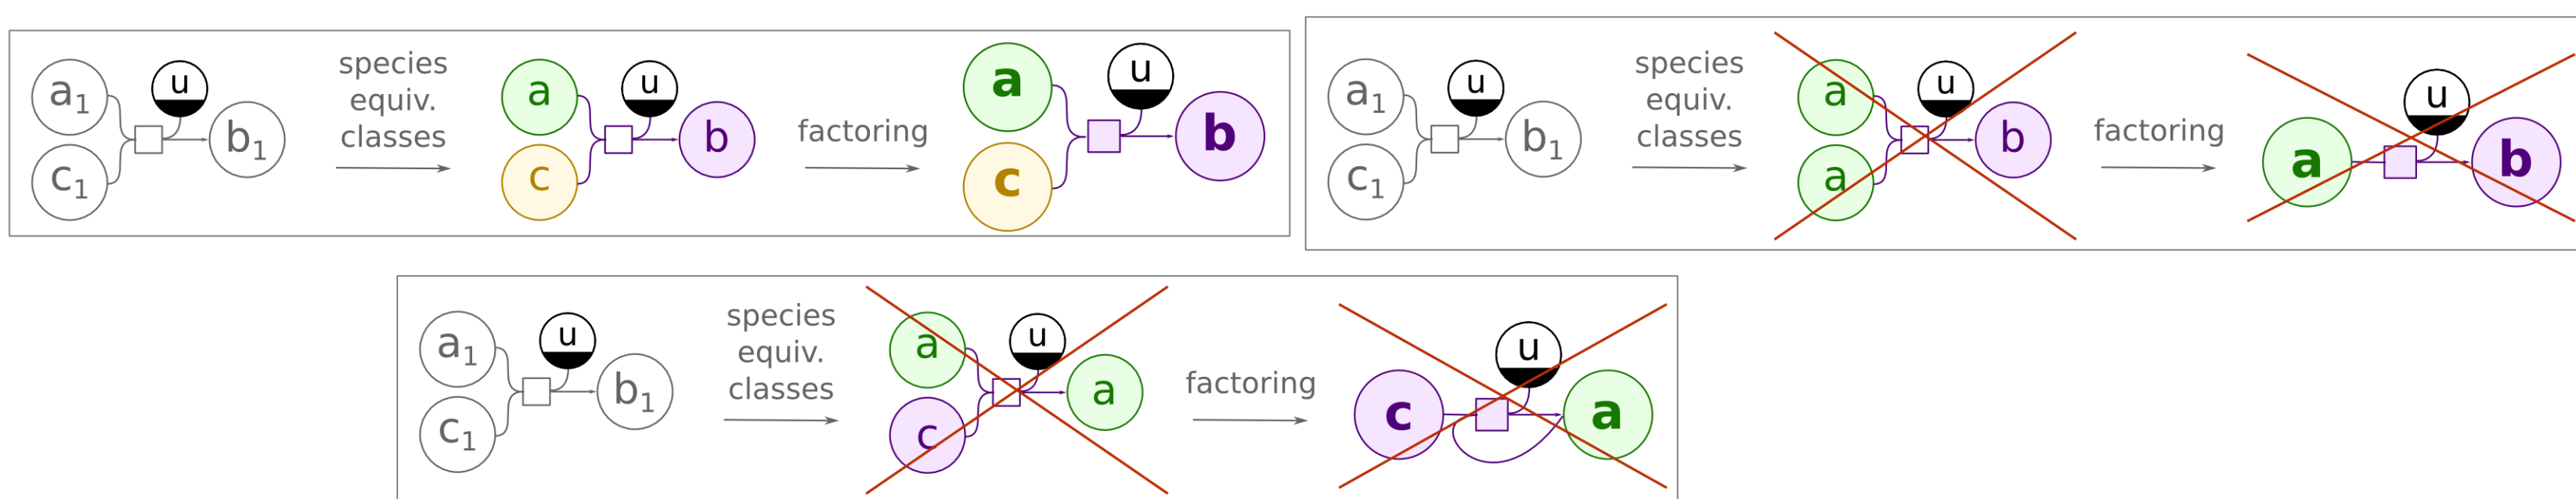 a1 u species equiv. classes a u factoring a u
c1 b1 c b c b
a1 u species equiv. classes a u factoring u
c1 b1 a b a b
a1 u species equiv. classes a u factoring u
c1 b1 c a c a